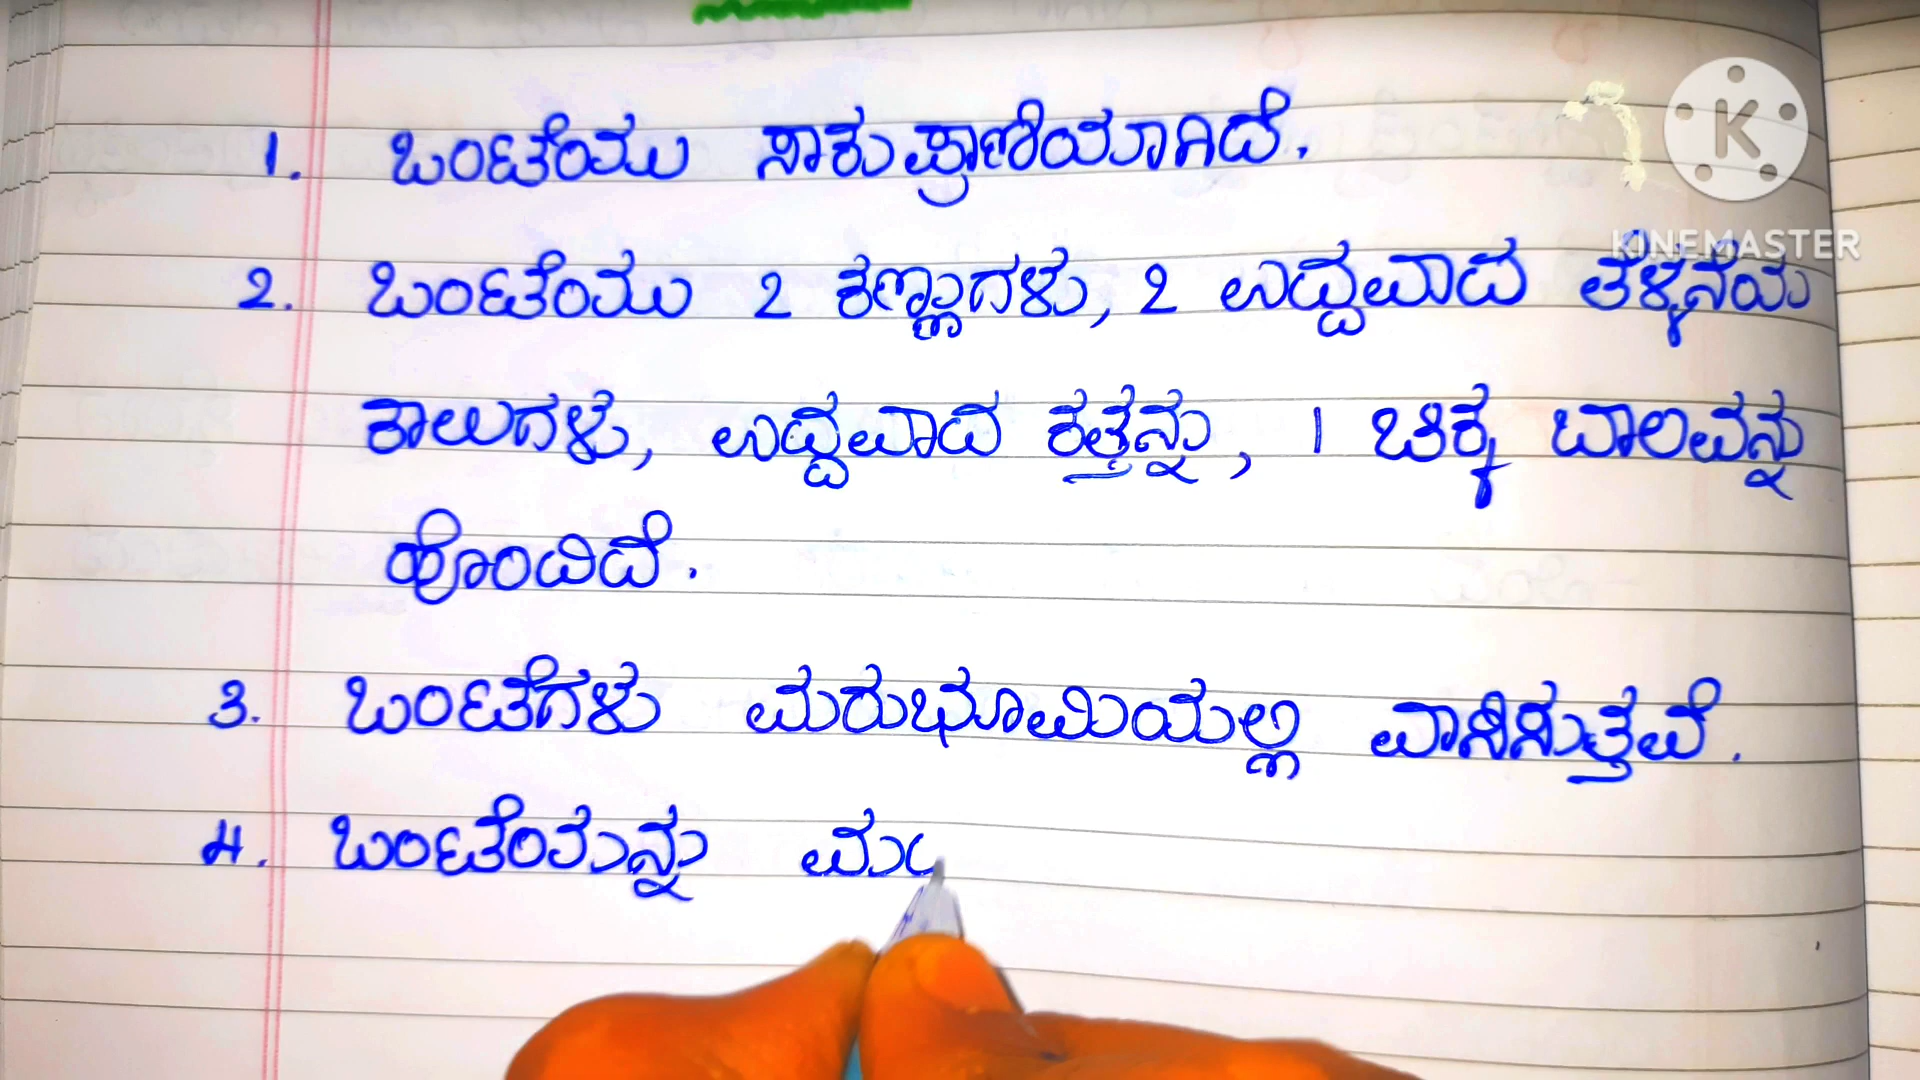 1. ಒಂಟೆಯು ಸಾಕುಪ್ರಾಣಿಯಾಗಿದೆ.
2. ಒಂಟೆಯು 2 ಕಣ್ಣುಗಳು, 2 ಉದ್ದವಾದ ತೆಳ್ಳನೆಯ
ಕಾಲುಗಳು, ಉದ್ದವಾದ ಕತ್ತನ್ನು, 1 ಚಿಕ್ಕ ಬಾಲವನ್ನು
ಹೊಂದಿದೆ.
3. ಒಂಟೆಗಳು ಮರುಭೂಮಿಯಲ್ಲಿ ವಾಸಿಸುತ್ತವೆ.
4. ಒಂಟೆಯನ್ನು
K
KINEMASTER